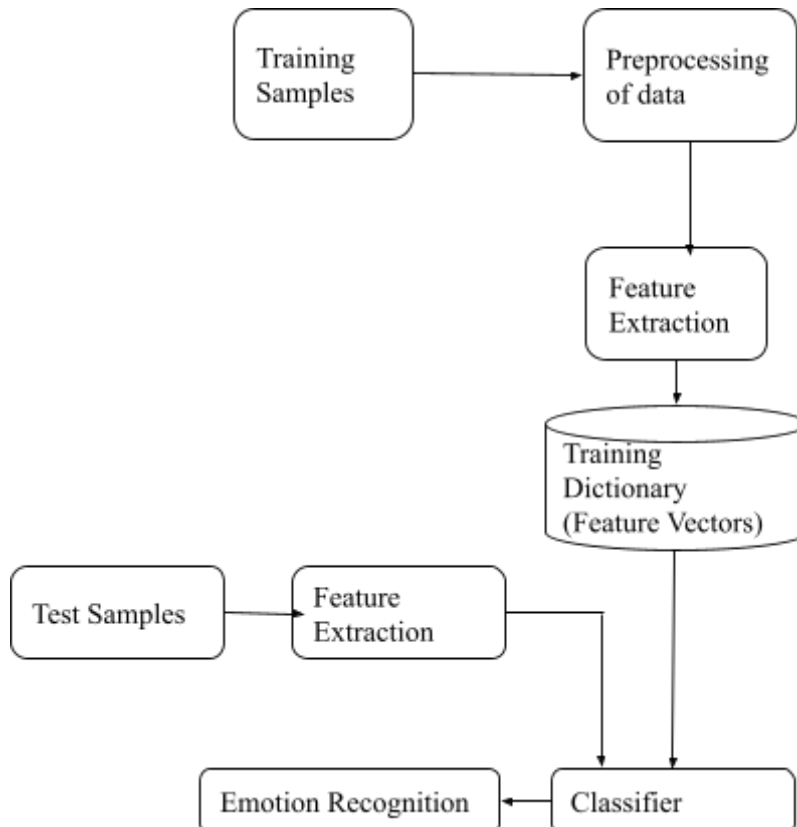 Training
Samples
Preprocessing
of data
Feature
Extraction
Training
Dictionary
(Feature Vectors)
Test Samples
Feature
Extraction
Emotion Recognition
Classifier